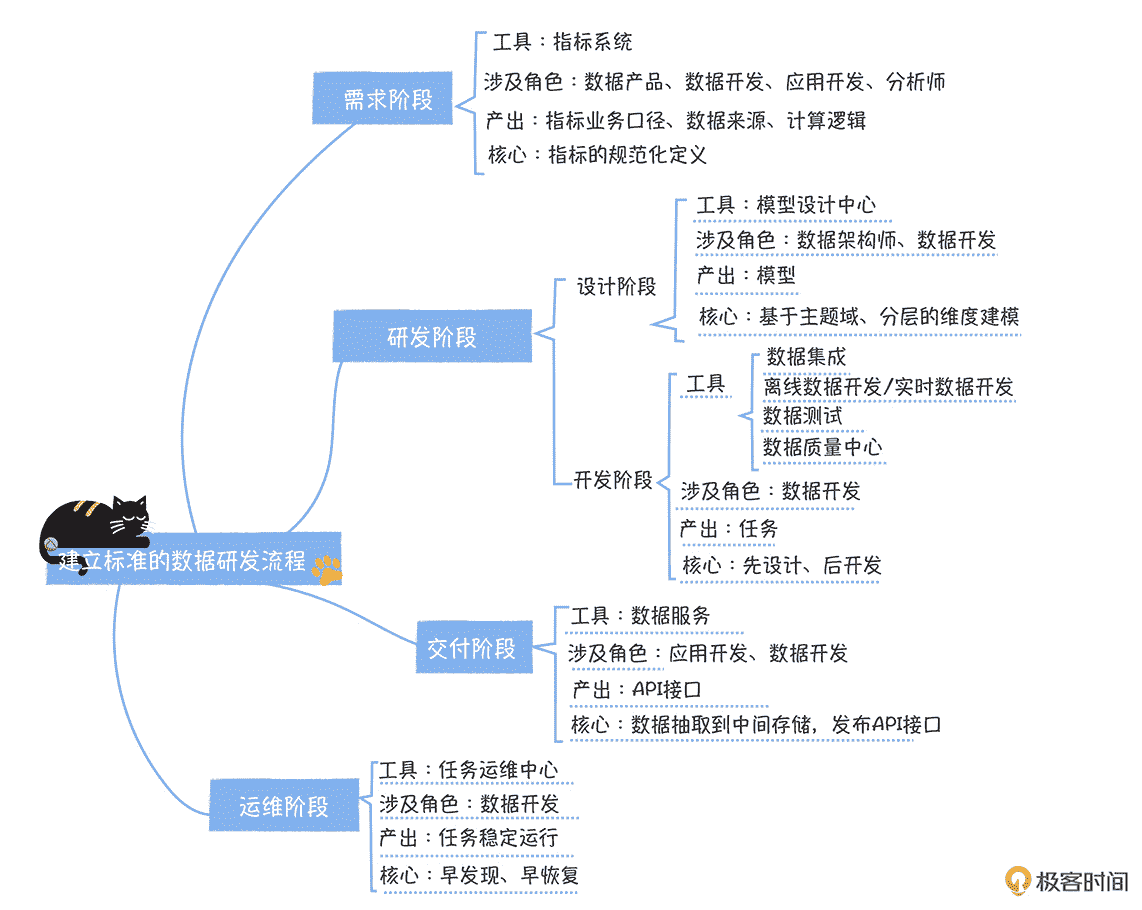 工具：指标系统
涉及角色：数据产品、数据开发、应用开发、分析师
需求阶段
产出：指标业务口径、数据来源、计算逻辑
核心：指标的规范化定义
工具：模型设计中心
涉及角色：数据架构师、数据开发
设计阶段
产出：模型
核心：基于主题域、分层的维度建模
研发阶段
工具
数据集成
离线数据开发/实时数据开发
数据测试
数据质量中心
开发阶段
涉及角色：数据开发
产出：任务
核心：先设计、后开发
建立标准的数据研发流程
工具：数据服务
交付阶段
涉及角色：应用开发、数据开发
产出：API接口
核心：数据抽取到中间存储，发布API接口
工具：任务运维中心
运维阶段
涉及角色：数据开发
产出：任务稳定运行
核心：早发现、早恢复
极客时间